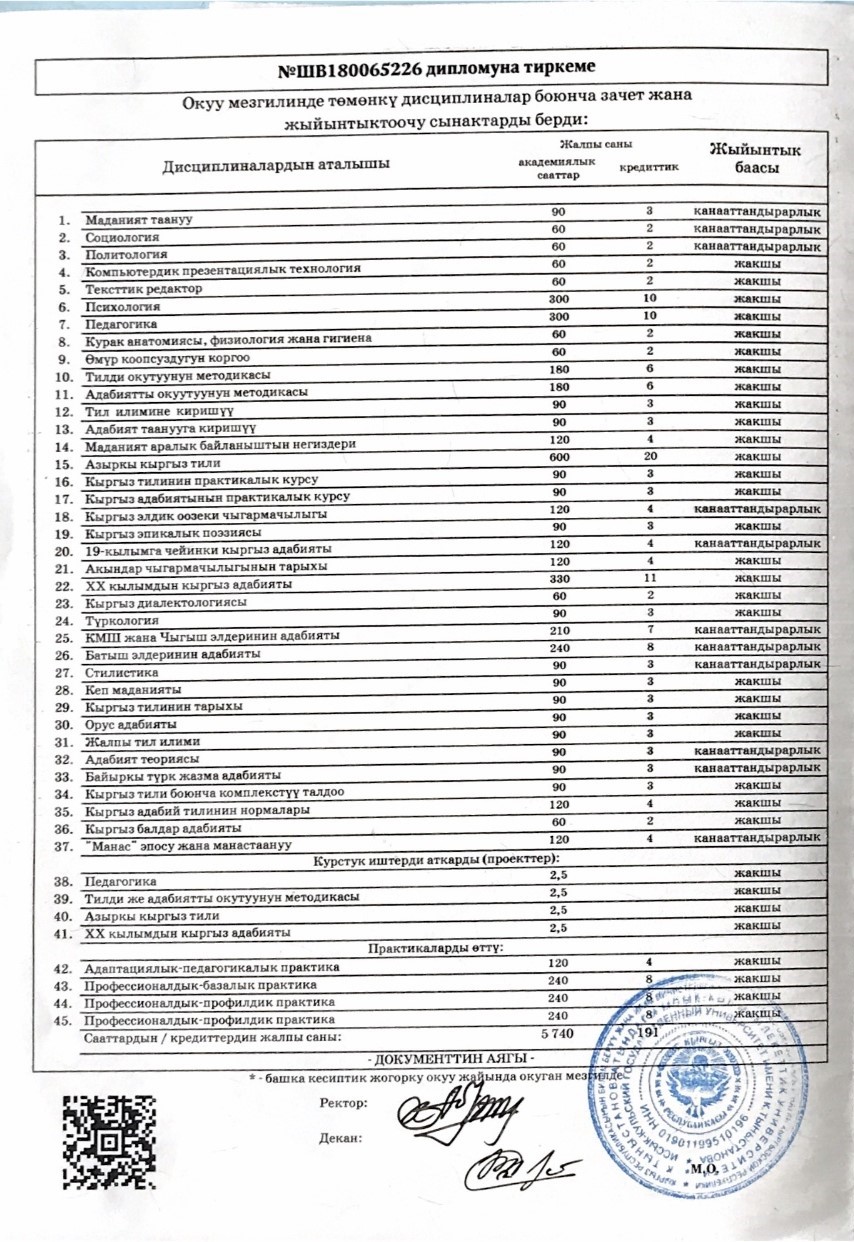 №ШВ180065226 дипломуна тиркеме
Окуу мезгилинде төмөнкү дисциплиналар боюнча зачет жана
жыйынтыктоочу сынактарды берди:
Дисциплиналардын аталышы Жалпы саны Жыйынтык баасы
академиялык сааттар кредиттик
1. Маданият таануу 90 3 канааттандырарлык
2. Социология 60 2 канааттандырарлык
3. Политология 60 2 канааттандырарлык
4. Компьютердик презентациялык технология 60 2 жакшы
5. Тексттик редактор 60 2 жакшы
6. Психология 300 10 жакшы
7. Педагогика 300 10 жакшы
8. Курак анатомиясы, физиология жана гигиена 60 2 жакшы
9. Өмүр коопсуздугун коргоо 60 2 жакшы
10. Тилди окутуунун методикасы 180 6 жакшы
11. Адабиятты окуутуунун методикасы 180 6 жакшы
12. Тил илимине киришүү 90 3 жакшы
13. Адабият таанууга киришүү 90 3 жакшы
14. Маданият аралык байланыштын негиздери 120 4 жакшы
15. Азыркы кыргыз тили 600 20 жакшы
16. Кыргыз тилинин практикалык курсу 90 3 жакшы
17. Кыргыз адабиятынын практикалык курсу 90 3 жакшы
18. Кыргыз элдик оозеки чыгармачылыгы 120 4 канааттандырарлык
19. Кыргыз эпикалык поэзиясы 90 3 жакшы
20. 19-кылымга чейинки кыргыз адабияты 120 4 канааттандырарлык
21. Акындар чыгармачылыгынын тарыхы 120 4 жакшы
22. XX кылымдын кыргыз адабияты 330 11 жакшы
23. Кыргыз диалектологиясы 60 2 жакшы
24. Түркология 90 3 жакшы
25. КМШ жана Чыгыш элдеринин адабияты 210 7 канааттандырарлык
26. Батыш элдеринин адабияты 240 8 канааттандырарлык
27. Стилистика 90 3 канааттандырарлык
28. Кеп маданияты 90 3 жакшы
29. Кыргыз тилинин тарыхы 90 3 жакшы
30. Орус адабияты 90 3 жакшы
31. Жалпы тил илими 90 3 жакшы
32. Адабият теориясы 90 3 канааттандырарлык
33. Байыркы түрк жазма адабияты 90 3 канааттандырарлык
34. Кыргыз тили боюнча комплекстүү талдоо 90 3 жакшы
35. Кыргыз адабий тилинин нормалары 120 4 жакшы
36. Кыргыз балдар адабияты 60 2 жакшы
37. "Манас" эпосу жана манастаануу 120 4 канааттандырарлык
Курстук иштерди аткарды (проекттер):
38. Педагогика 2,5 жакшы
39. Тилди же адабиятты окутуунун методикасы 2,5 жакшы
40. Азыркы кыргыз тили 2,5 жакшы
41. XX кылымдын кыргыз адабияты 2,5 жакшы
Практикаларды өттү:
42. Адаптациялык-педагогикалык практика 120 4 жакшы
43. Профессионалдык-базалык практика 240 8 жакшы
44. Профессионалдык-профилдик практика 240 8 жакшы
45. Профессионалдык-профилдик практика 240 8 жакшы
Сааттардын / кредиттердин жалпы саны: 5 740 191
- ДОКУМЕНТТИН АЯГЫ -
* - башка кесиптик жогорку окуу жайында окуган мезгилде
Ректор:
Декан:
М.О.
ИНН 01901199510196